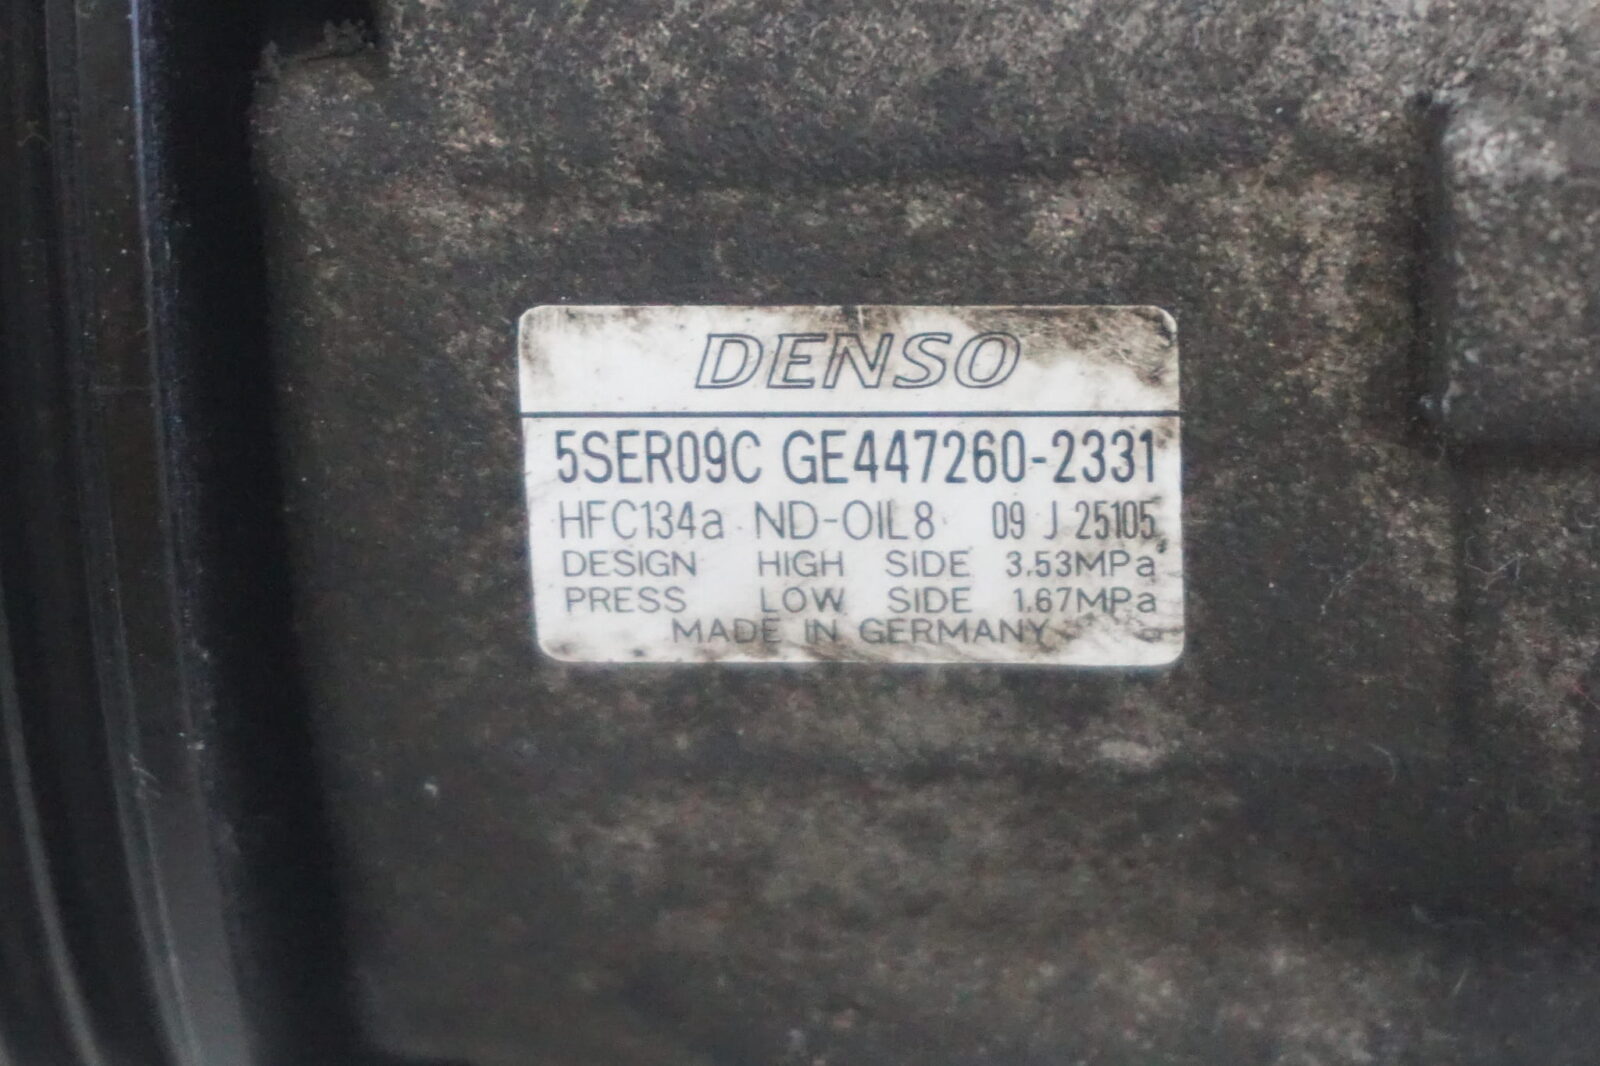 DENSO
5SER09C GE447260-2331
HFC134a ND-OIL8 09 J 25105
DESIGN HIGH SIDE 3.53MPa
PRESS LOW SIDE 1.67MPa
MADE IN GERMANY